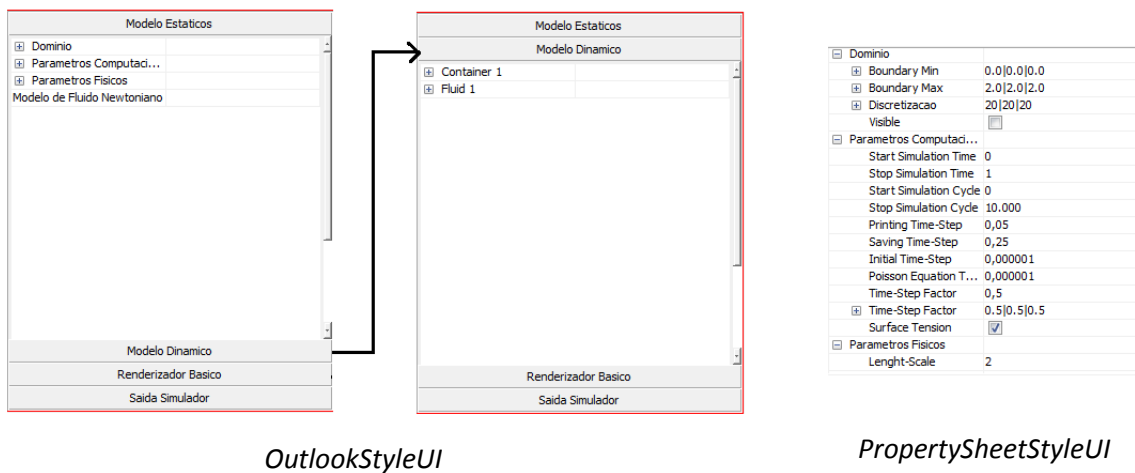 Modelo Estaticos
Dominio
Parametros Computaci...
Parametros Fisicos
Modelo de Fluido Newtoniano
Modelo Dinamico
Renderizador Basico
Saida Simulador
Modelo Estaticos
Modelo Dinamico
Container 1
Fluid 1
Renderizador Basico
Saida Simulador
OutlookStyleUI
Dominio
Boundary Min 0.0|0.0|0.0
Boundary Max 2.0|2.0|2.0
Discretizacao 20|20|20
Visible
Parametros Computaci...
Start Simulation Time 0
Stop Simulation Time 1
Start Simulation Cycle 0
Stop Simulation Cycle 10.000
Printing Time-Step 0,05
Saving Time-Step 0,25
Initial Time-Step 0,000001
Poisson Equation T... 0,000001
Time-Step Factor 0,5
Time-Step Factor 0.5|0.5|0.5
Surface Tension
Parametros Fisicos
Lenght-Scale 2
PropertySheetStyleUI